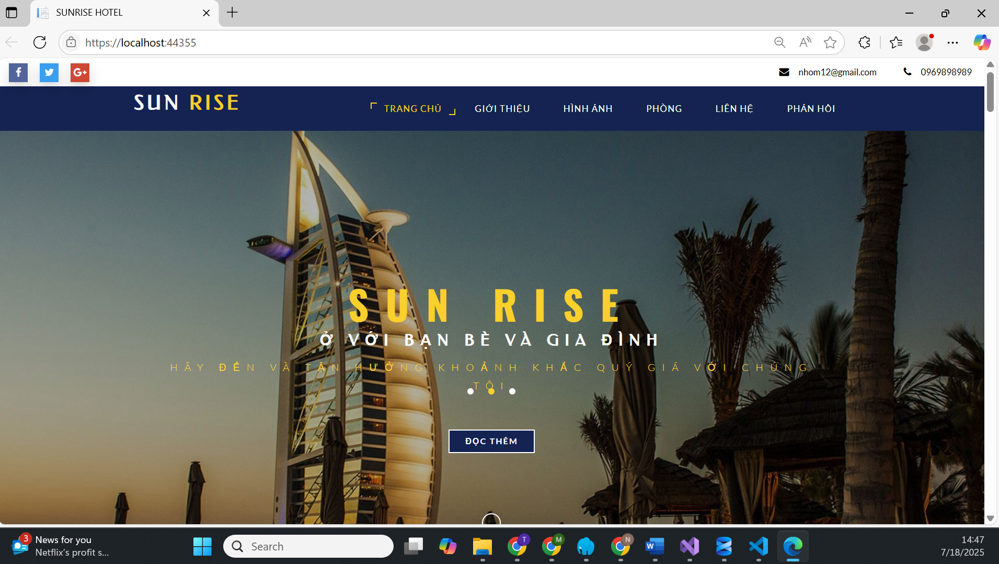 SUNRISE HOTEL
https://localhost:44355
f
G+
nhom12@gmail.com
0969898989
SUN RISE
TRANG CHỦ
GIỚI THIỆU
HÌNH ẢNH
PHÒNG
LIÊN HỆ
PHẢN HỒI
SUN RISE
Ở VỚI BẠN BÈ VÀ GIA ĐÌNH
HÃY ĐẾN VÀ TẬN HƯỞNG KHOẢNH KHẮC QUÝ GIÁ VỚI CHÚNG
TÔI
ĐỌC THÊM
3
News for you
Netflix's profit s...
Search
T
M
N
W
14:47
7/18/2025